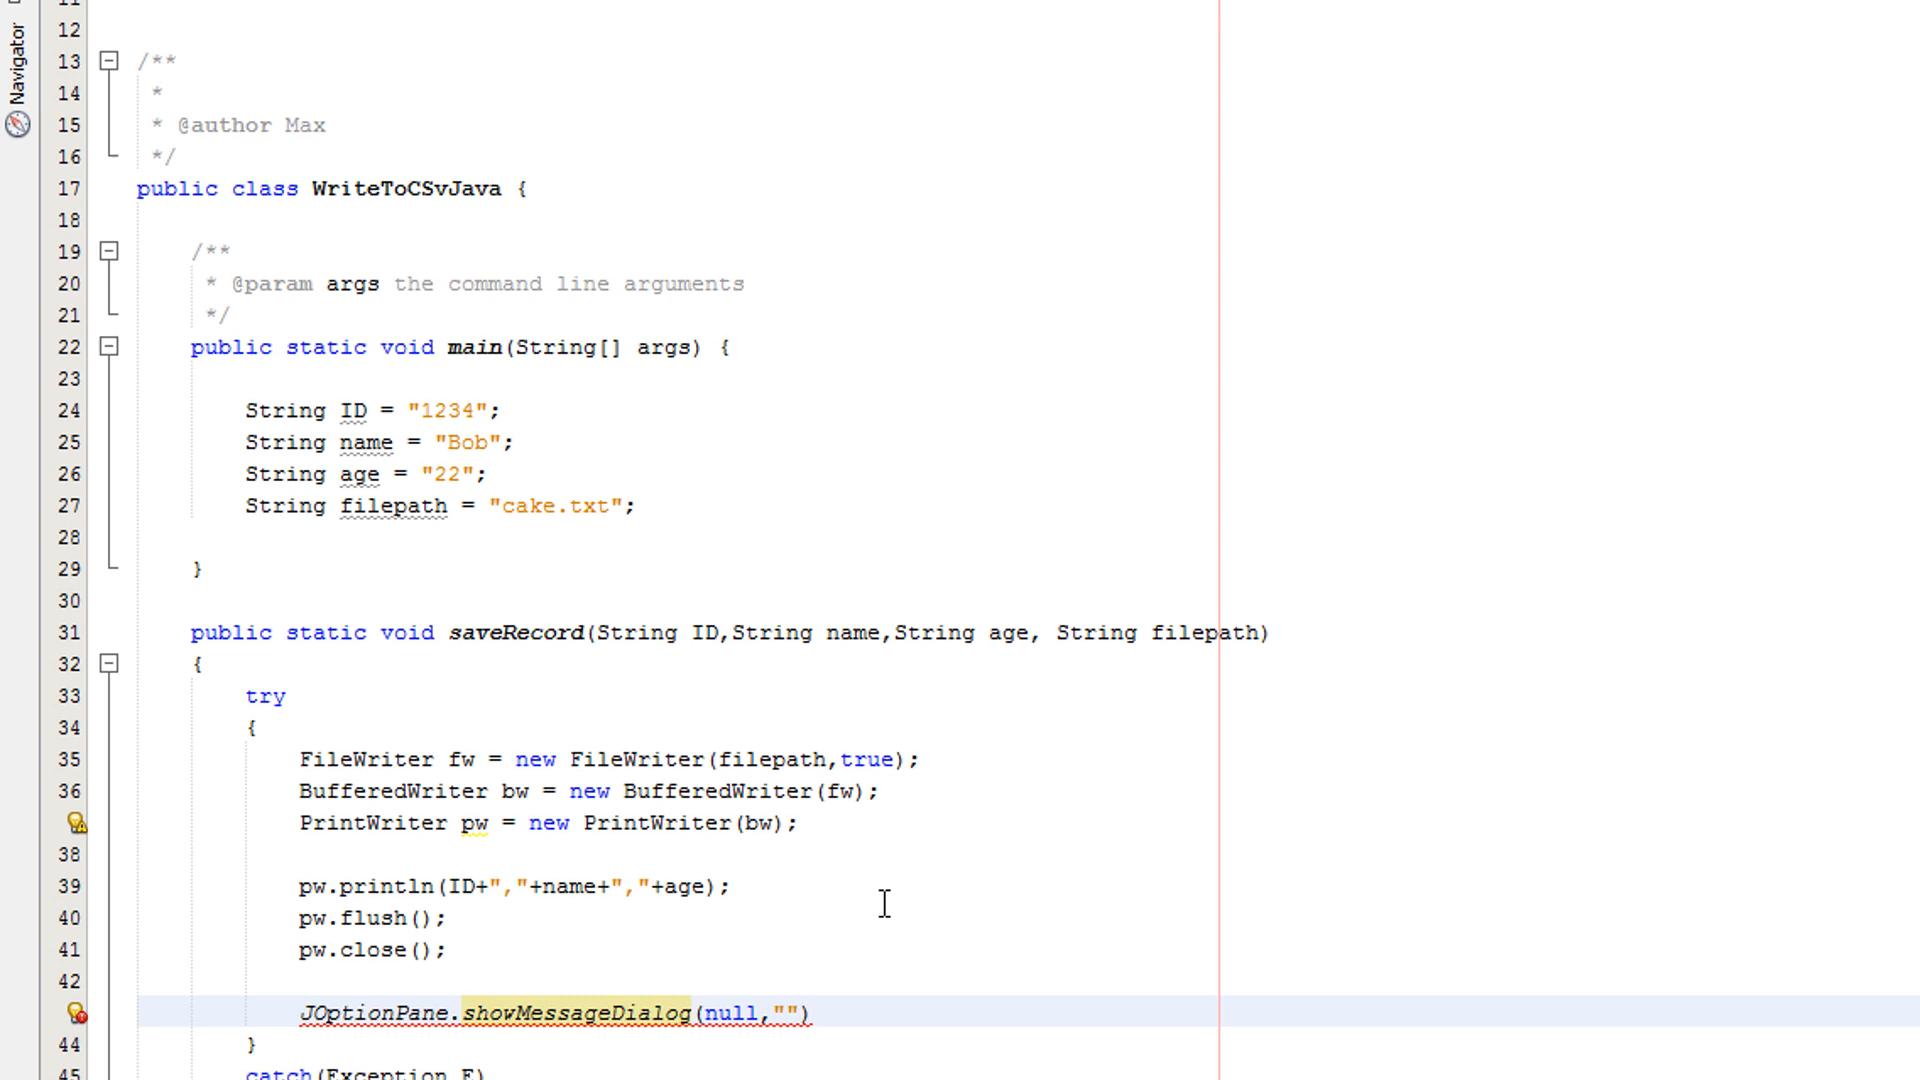 Navigator
11
12
13 /**
14 *
15 * @author Max
16 */
17 public class WriteToCSvJava {
18
19 /**
20 * @param args the command line arguments
21 */
22 public static void main(String[] args) {
23
24 String ID = "1234";
25 String name = "Bob";
26 String age = "22";
27 String filepath = "cake.txt";
28
29 }
30
31 public static void saveRecord(String ID,String name,String age, String filepath)
32 {
33 try
34 {
35 FileWriter fw = new FileWriter(filepath,true);
36 BufferedWriter bw = new BufferedWriter(fw);
PrintWriter pw = new PrintWriter(bw);
38
39 pw.println(ID+","+name+","+age);
40 pw.flush();
41 pw.close();
42
JOptionPane.showMessageDialog(null,"")
44 }
45 catch(Exception E)